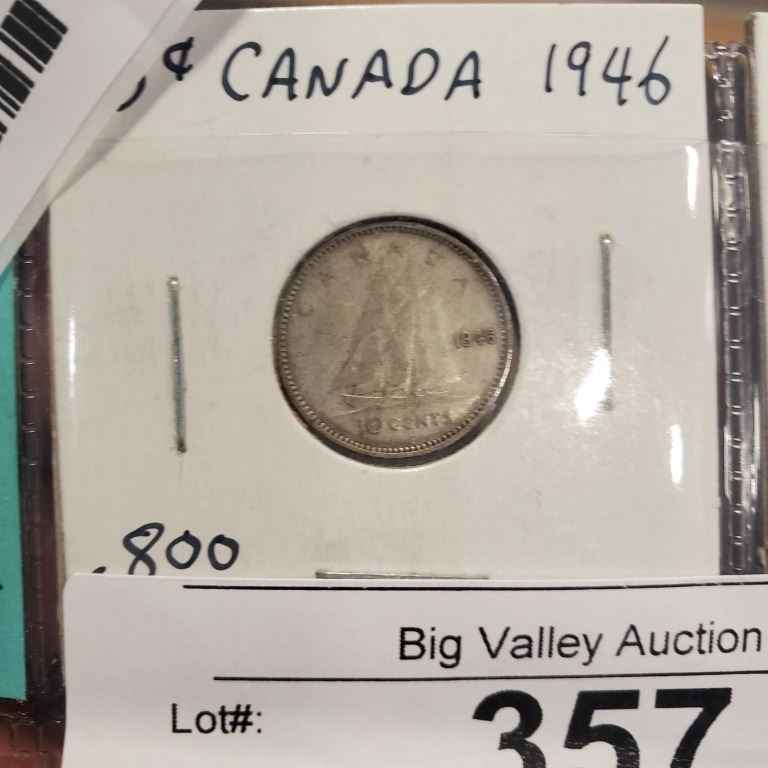 ¢ CANADA 1946
CANADA
1946
10 CENTS
.800
Big Valley Auction
Lot#:
357